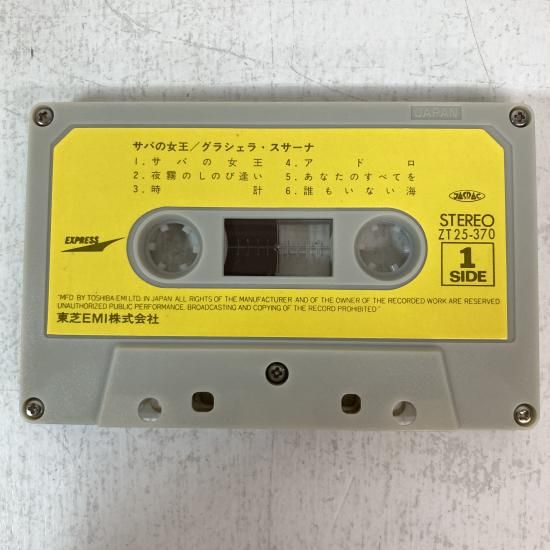 JAPAN
サバの女王／グラシェラ・スサーナ
1.サバの女王 4.アドロ
2.夜霧のしのび逢い 5.あなたのすべてを
3.時計 6.誰もいない海
JASRAC
STEREO
ZT25-370
EXPRESS
1
SIDE
"MFD BY TOSHIBA-EMI LTD. IN JAPAN. ALL RIGHTS OF THE MANUFACTURER AND OF THE OWNER OF THE RECORDED WORK ARE RESERVED.
UNAUTHORIZED PUBLIC PERFORMANCE, BROADCASTING AND COPYING OF THE RECORD PROHIBITED"
東芝EMI株式会社